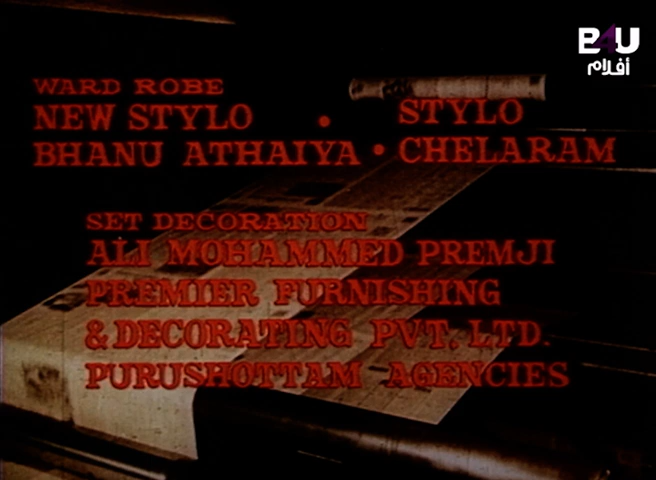 B4U
أفلام
WARD ROBE
NEW STYLO • STYLO
BHANU ATHAIYA • CHELARAM
SET DECORATION
ALI MOHAMMED PREMJI
PREMIER FURNISHING
& DECORATING PVT. LTD.
PURUSHOTTAM AGENCIES